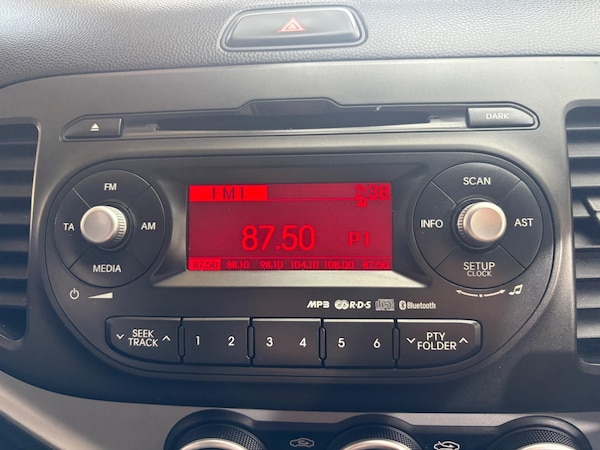 DARK
FM
TA
AM
MEDIA
FM1
87.50 P1
87.50 88.10 98.10 104.10 108.00 87.50
SCAN
INFO
AST
SETUP
CLOCK
MP3 R·D·S Bluetooth
SEEK
TRACK
1 2 3 4 5 6
PTY
FOLDER